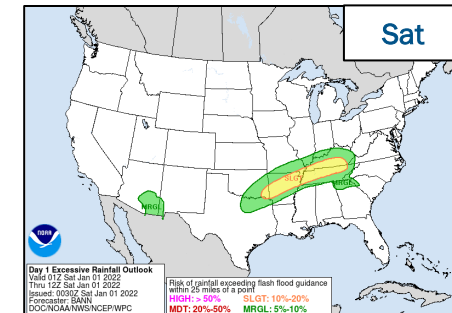 Sat
SLGT
MRGL
MRGL
NOAA
Day 1 Excessive Rainfall Outlook
Valid 01Z Sat Jan 01 2022
Thru 12Z Sat Jan 01 2022
Issued: 0030Z Sat Jan 01 2022
Forecaster: BANN
DOC/NOAA/NWS/NCEP/WPC
Risk of rainfall exceeding flash flood guidance
within 25 miles of a point
HIGH: > 50% SLGT: 10%-20%
MDT: 20%-50% MRGL: 5%-10%